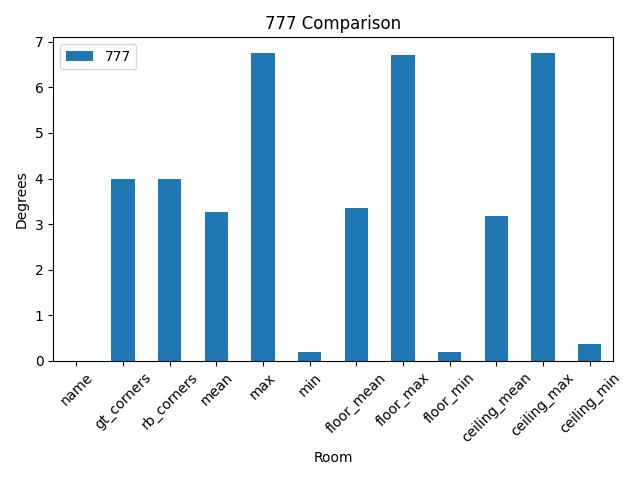 777 Comparison
777
7
6
5
4
3
2
1
0
Degrees
name
gt_corners
rb_corners
mean
max
min
floor_mean
floor_max
floor_min
ceiling_mean
ceiling_max
ceiling_min
Room